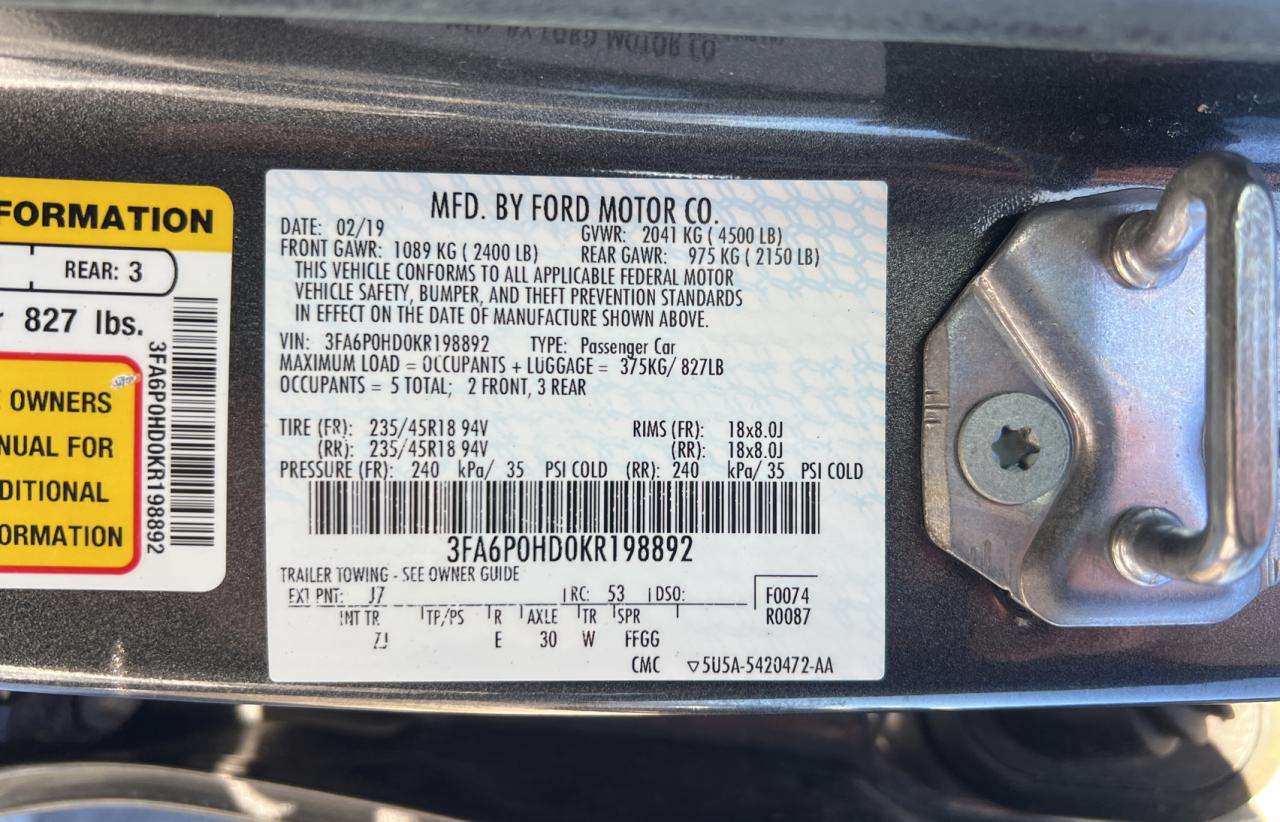 MFD. BY FORD MOTOR CO.
FORMATION
REAR: 3
827 lbs.
OWNERS
NUAL FOR
DITIONAL
ORMATION
3FA6P0HD0KR198892
MFD. BY FORD MOTOR CO.
DATE: 02/19 GVWR: 2041 KG ( 4500 LB)
FRONT GAWR: 1089 KG ( 2400 LB) REAR GAWR: 975 KG ( 2150 LB)
THIS VEHICLE CONFORMS TO ALL APPLICABLE FEDERAL MOTOR
VEHICLE SAFETY, BUMPER, AND THEFT PREVENTION STANDARDS
IN EFFECT ON THE DATE OF MANUFACTURE SHOWN ABOVE.
VIN: 3FA6P0HD0KR198892 TYPE: Passenger Car
MAXIMUM LOAD = OCCUPANTS + LUGGAGE = 375KG/ 827LB
OCCUPANTS = 5 TOTAL; 2 FRONT, 3 REAR
TIRE (FR): 235/45R18 94V RIMS (FR): 18x8.0J
(RR): 235/45R18 94V (RR): 18x8.0J
PRESSURE (FR): 240 kPa/ 35 PSI COLD (RR): 240 kPa/ 35 PSI COLD
3FA6P0HD0KR198892
TRAILER TOWING - SEE OWNER GUIDE
EXT PNT: J7 RC: 53 DSO: F0074
INT TR TP/PS R AXLE TR SPR R0087
ZJ E 30 W FFGG
CMC ▽5U5A-5420472-AA